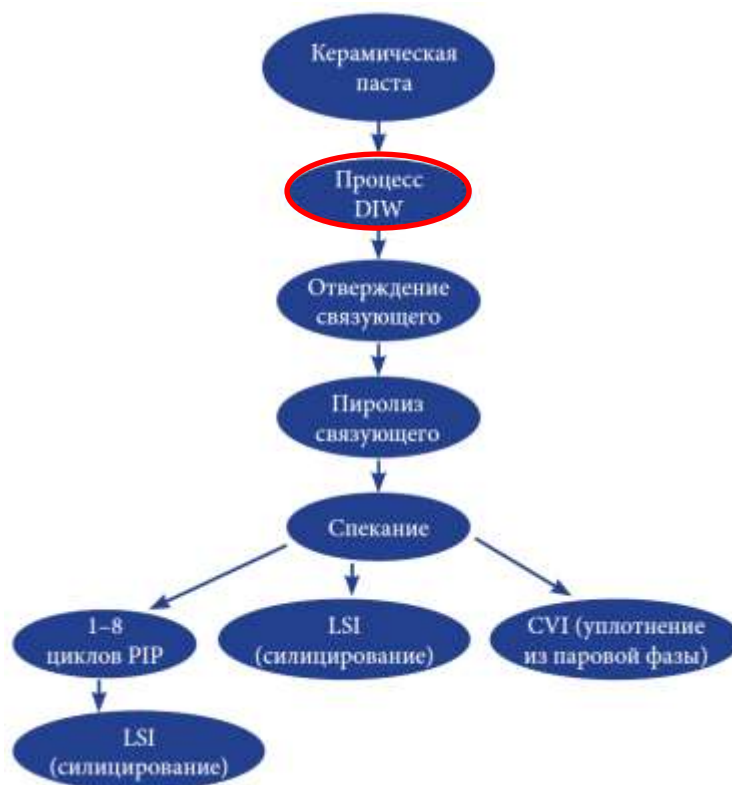 Керамическая
паста
Процесс
DIW
Отверждение
связующего
Пиролиз
связующего
Спекание
1–8
циклов PIP
LSI
(силицирование)
CVI (уплотнение
из паровой фазы)
LSI
(силицирование)